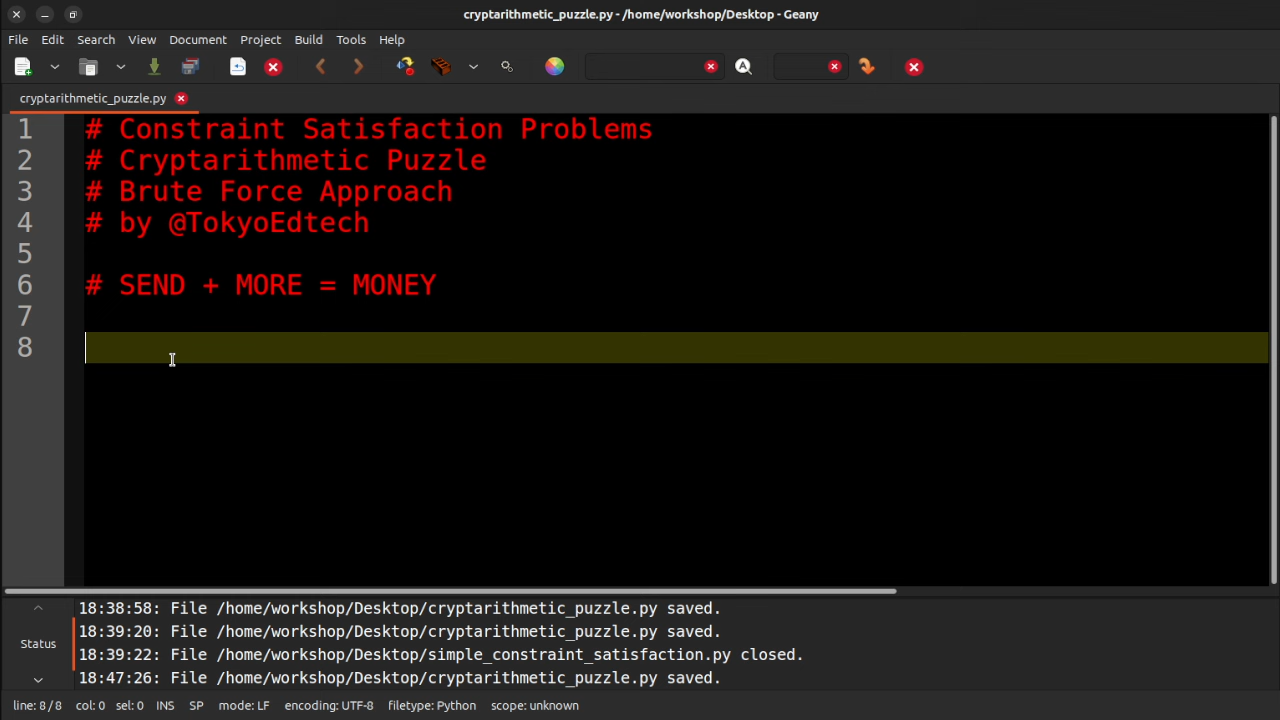 cryptarithmetic_puzzle.py - /home/workshop/Desktop - Geany
File Edit Search View Document Project Build Tools Help
cryptarithmetic_puzzle.py
1 # Constraint Satisfaction Problems
2 # Cryptarithmetic Puzzle
3 # Brute Force Approach
4 # by @TokyoEdtech
5
6 # SEND + MORE = MONEY
7
8
Status
18:38:58: File /home/workshop/Desktop/cryptarithmetic_puzzle.py saved.
18:39:20: File /home/workshop/Desktop/cryptarithmetic_puzzle.py saved.
18:39:22: File /home/workshop/Desktop/simple_constraint_satisfaction.py closed.
18:47:26: File /home/workshop/Desktop/cryptarithmetic_puzzle.py saved.
line: 8 / 8 col: 0 sel: 0 INS SP mode: LF encoding: UTF-8 filetype: Python scope: unknown